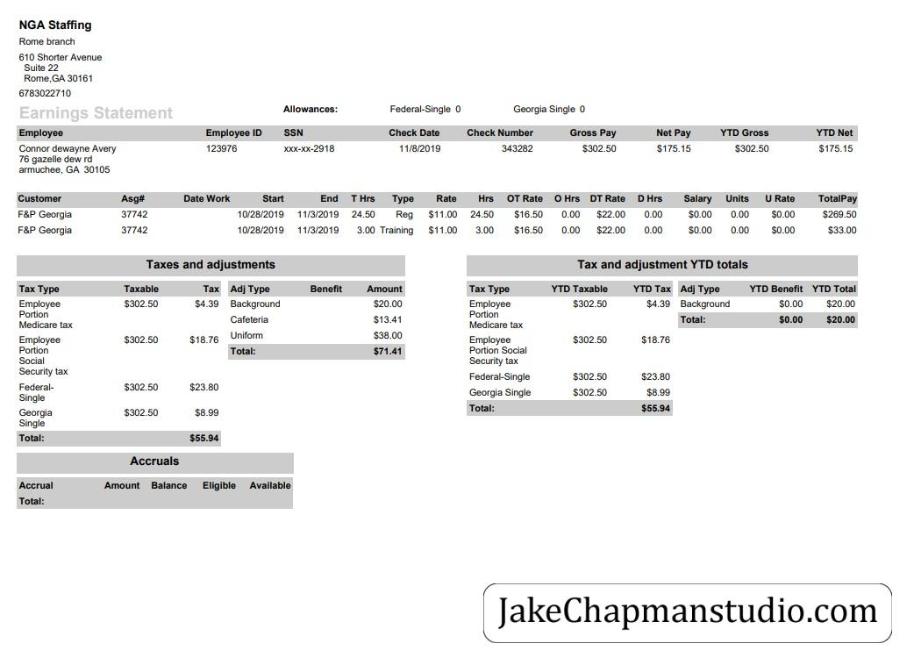 NGA Staffing
Rome branch
610 Shorter Avenue
Suite 22
Rome,GA 30161
6783022710
Earnings Statement Allowances: Federal-Single 0 Georgia Single 0
Employee Employee ID SSN Check Date Check Number Gross Pay Net Pay YTD Gross YTD Net
Connor dewayne Avery 123976 xxx-xx-2918 11/8/2019 343282 $302.50 $175.15 $302.50 $175.15
76 gazelle dew rd
armuchee, GA 30105
Customer Asg# Date Work Start End T Hrs Type Rate Hrs OT Rate O Hrs DT Rate D Hrs Salary Units U Rate TotalPay
F&P Georgia 37742 10/28/2019 11/3/2019 24.50 Reg $11.00 24.50 $16.50 0.00 $22.00 0.00 $0.00 0.00 $0.00 $269.50
F&P Georgia 37742 10/28/2019 11/3/2019 3.00 Training $11.00 3.00 $16.50 0.00 $22.00 0.00 $0.00 0.00 $0.00 $33.00
Taxes and adjustments
Tax Type Taxable Tax Adj Type Benefit Amount
Employee $302.50 $4.39 Background $20.00
Portion Cafeteria $13.41
Medicare tax
Employee $302.50 $18.76 Uniform $38.00
Portion Total: $71.41
Social
Security tax
Federal- $302.50 $23.80
Single
Georgia $302.50 $8.99
Single
Total: $55.94
Tax and adjustment YTD totals
Tax Type YTD Taxable YTD Tax Adj Type YTD Benefit YTD Total
Employee $302.50 $4.39 Background $0.00 $20.00
Portion Total: $0.00 $20.00
Medicare tax
Employee $302.50 $18.76
Portion Social
Security tax
Federal-Single $302.50 $23.80
Georgia Single $302.50 $8.99
Total: $55.94
Accruals
Accrual Amount Balance Eligible Available
Total:
JakeChapmanstudio.com